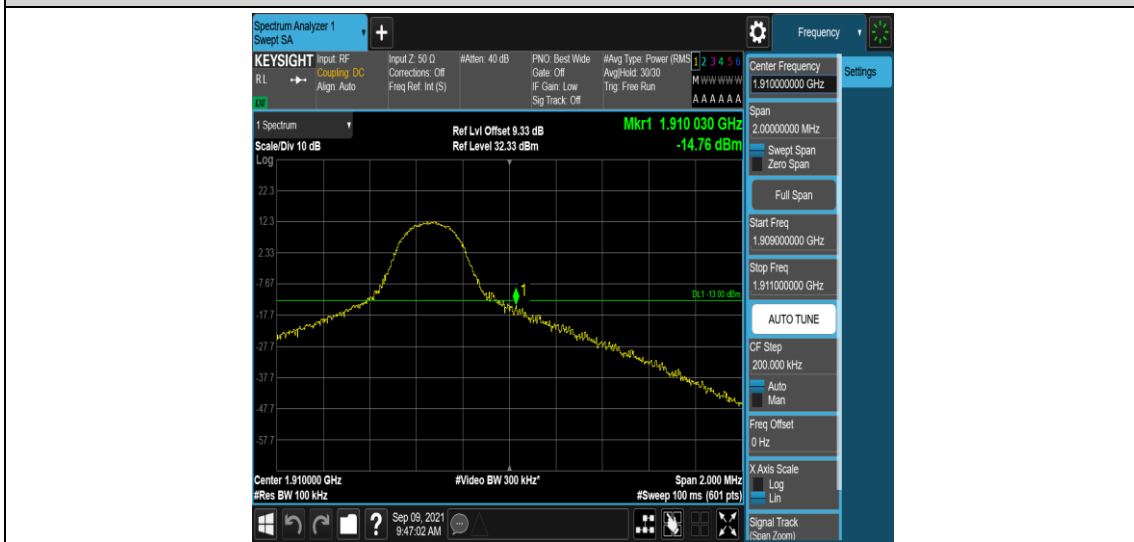 Spectrum Analyzer 1
Swept SA
+
Frequency
KEYSIGHT
RL
LXI
Input: RF
Coupling: DC
Align: Auto
Input Z: 50 Ω
Corrections: Off
Freq Ref: Int (S)
#Atten: 40 dB
PNO: Best Wide
Gate: Off
IF Gain: Low
Sig Track: Off
#Avg Type: Power (RMS
Avg|Hold: 30/30
Trig: Free Run
1 2 3 4 5 6
M W W W W W
A A A A A A
1 Spectrum
Scale/Div 10 dB
Ref Lvl Offset 9.33 dB
Ref Level 32.33 dBm
Mkr1 1.910 030 GHz
-14.76 dBm
Log
22.3
12.3
2.33
-7.67
-17.7
-27.7
-37.7
-47.7
-57.7
1
DL1 -13.00 dBm
Center 1.910000 GHz
#Res BW 100 kHz
#Video BW 300 kHz*
Span 2.000 MHz
#Sweep 100 ms (601 pts)
?
Sep 09, 2021
9:47:02 AM
Center Frequency
1.910000000 GHz
Settings
Span
2.00000000 MHz
Swept Span
Zero Span
Full Span
Start Freq
1.909000000 GHz
Stop Freq
1.911000000 GHz
AUTO TUNE
CF Step
200.000 kHz
Auto
Man
Freq Offset
0 Hz
X Axis Scale
Log
Lin
Signal Track
(Span Zoom)